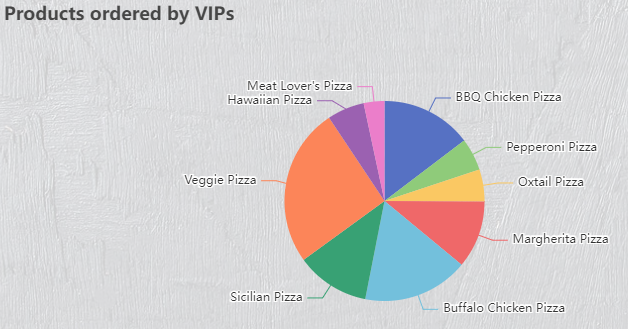 Products ordered by VIPs
Meat Lover's Pizza
BBQ Chicken Pizza
Hawaiian Pizza
Pepperoni Pizza
Veggie Pizza
Oxtail Pizza
Margherita Pizza
Sicilian Pizza
Buffalo Chicken Pizza